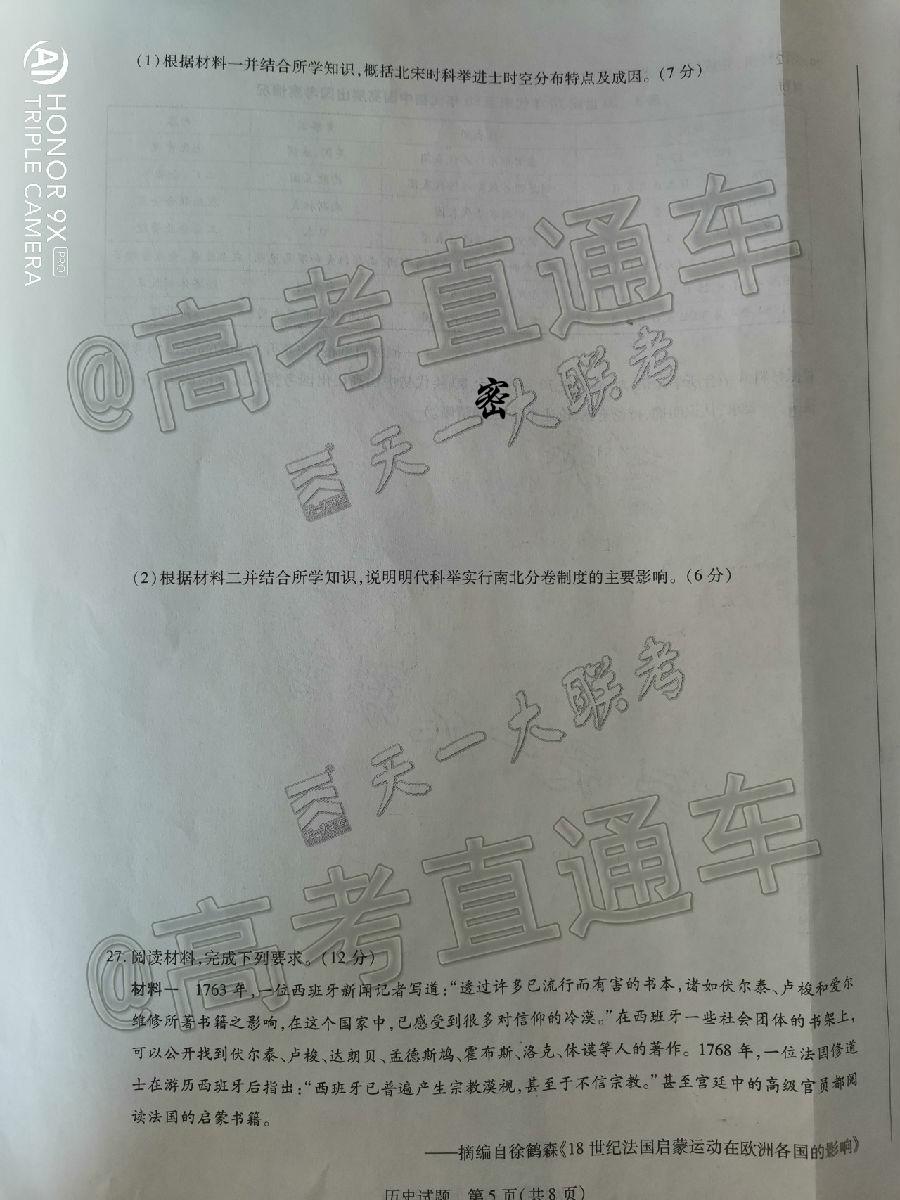 AI
HONOR 9X PRO
TRIPLE CAMERA
(1)根据材料一并结合所学知识,概括北宋时科举进士时空分布特点及成因。(7分)
@高考直通车
密
天一大联考
(2)根据材料二并结合所学知识,说明明代科举实行南北分卷制度的主要影响。(6分)
天一大联考
@高考直通车
27.阅读材料,完成下列要求。(12分)
材料一 1763年,一位西班牙新闻记者写道:“透过许多已流行而有害的书本,诸如伏尔泰、卢梭和爱尔
维修所著书籍之影响,在这个国家中,已感受到很多对信仰的冷漠。”在西班牙一些社会团体的书架上,
可以公开找到伏尔泰、卢梭、达朗贝、孟德斯鸠、霍布斯、洛克、休谟等人的著作。1768年,一位法国修道
士在游历西班牙后指出:“西班牙已普遍产生宗教漠视,甚至于不信宗教。”甚至宫廷中的高级官员都阅
读法国的启蒙书籍。
——摘编自徐鹤森《18世纪法国启蒙运动在欧洲各国的影响》
历史试题 第5页(共8页)